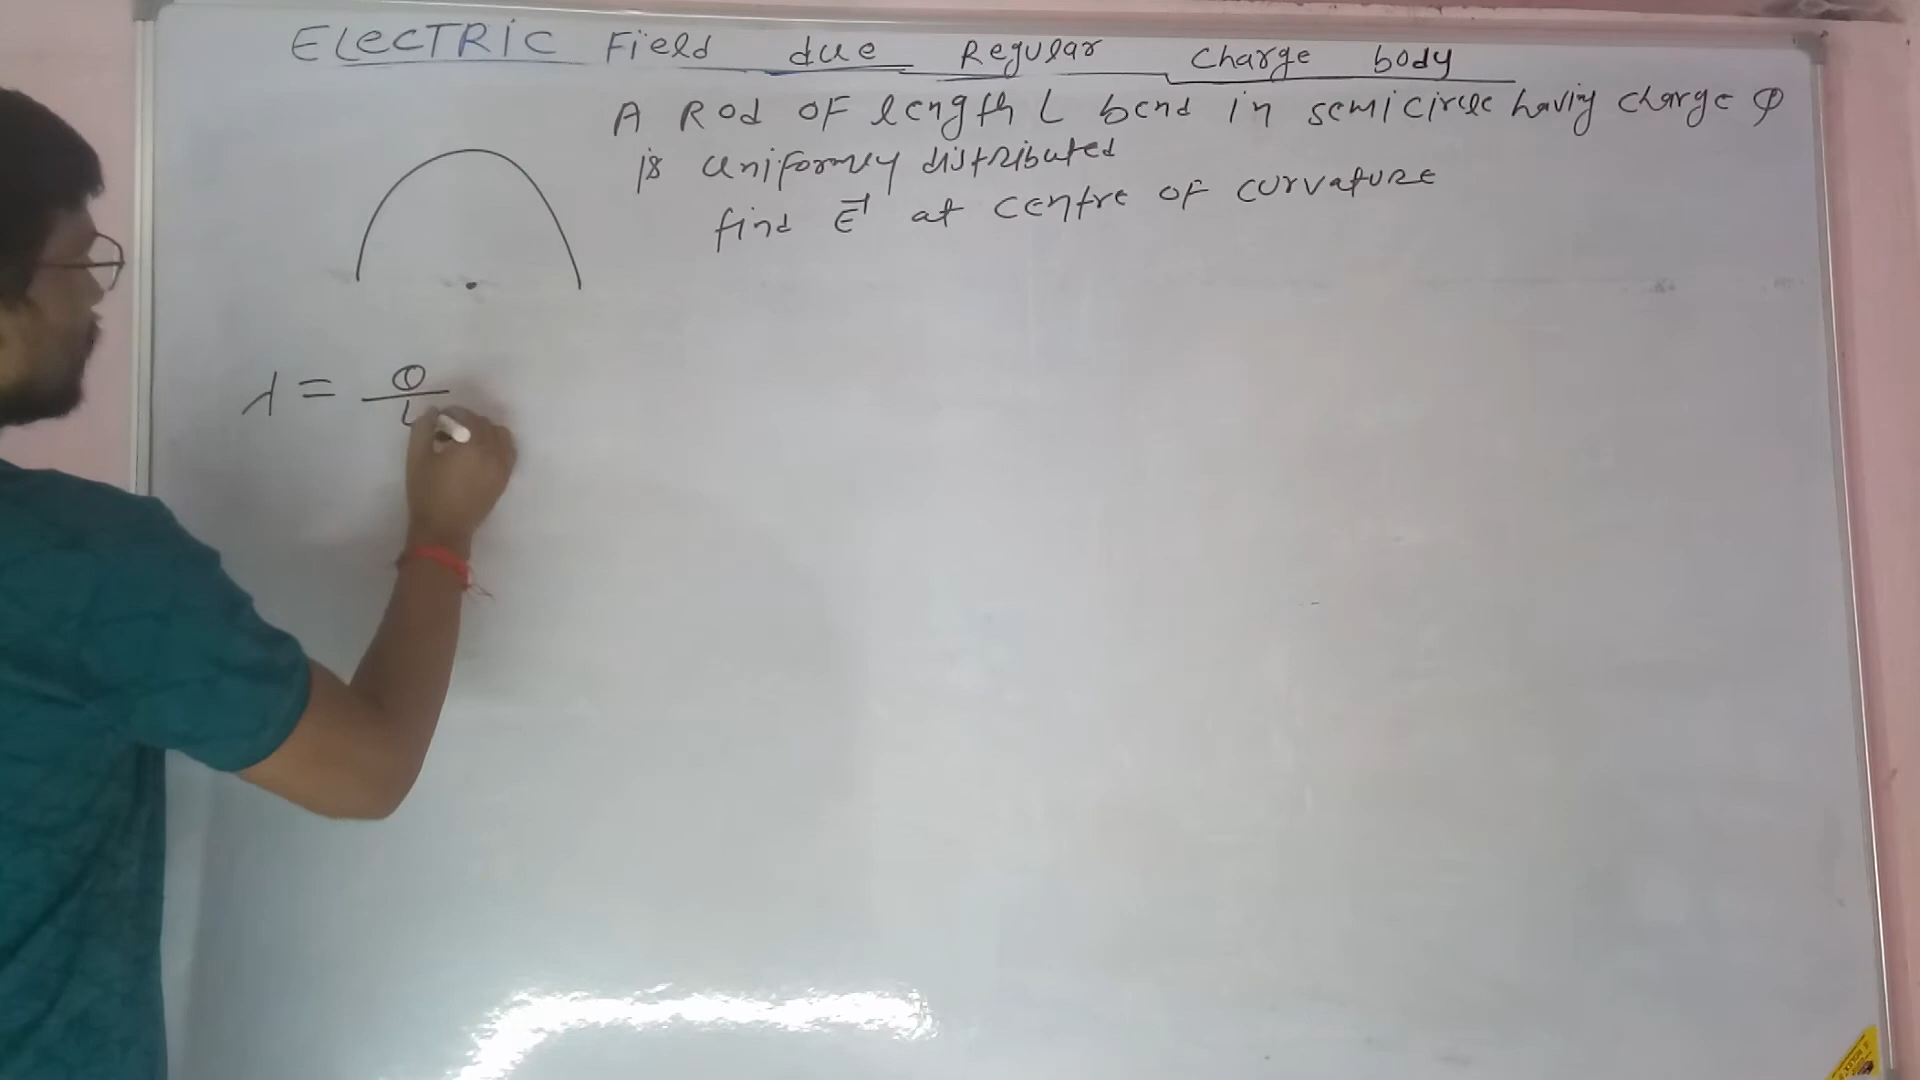 ELECTRIC Field due Regular charge body
A Rod OF length L bend in semicircle having charge Q
is uniformly distributed
find E⃗ at centre of curvature
λ = Q/L